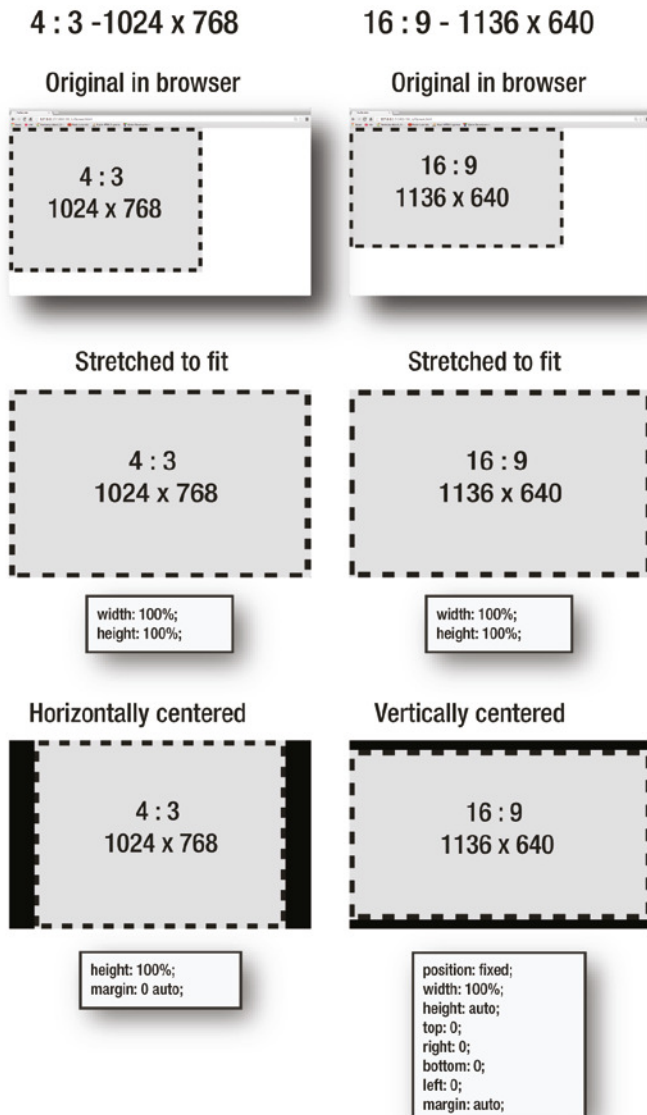 4 : 3 -1024 x 768
16 : 9 - 1136 x 640
Original in browser
Original in browser
4 : 3
1024 x 768
16 : 9
1136 x 640
Stretched to fit
Stretched to fit
4 : 3
1024 x 768
16 : 9
1136 x 640
width: 100%;
height: 100%;
width: 100%;
height: 100%;
Horizontally centered
Vertically centered
4 : 3
1024 x 768
16 : 9
1136 x 640
height: 100%;
margin: 0 auto;
position: fixed;
width: 100%;
height: auto;
top: 0;
right: 0;
bottom: 0;
left: 0;
margin: auto;